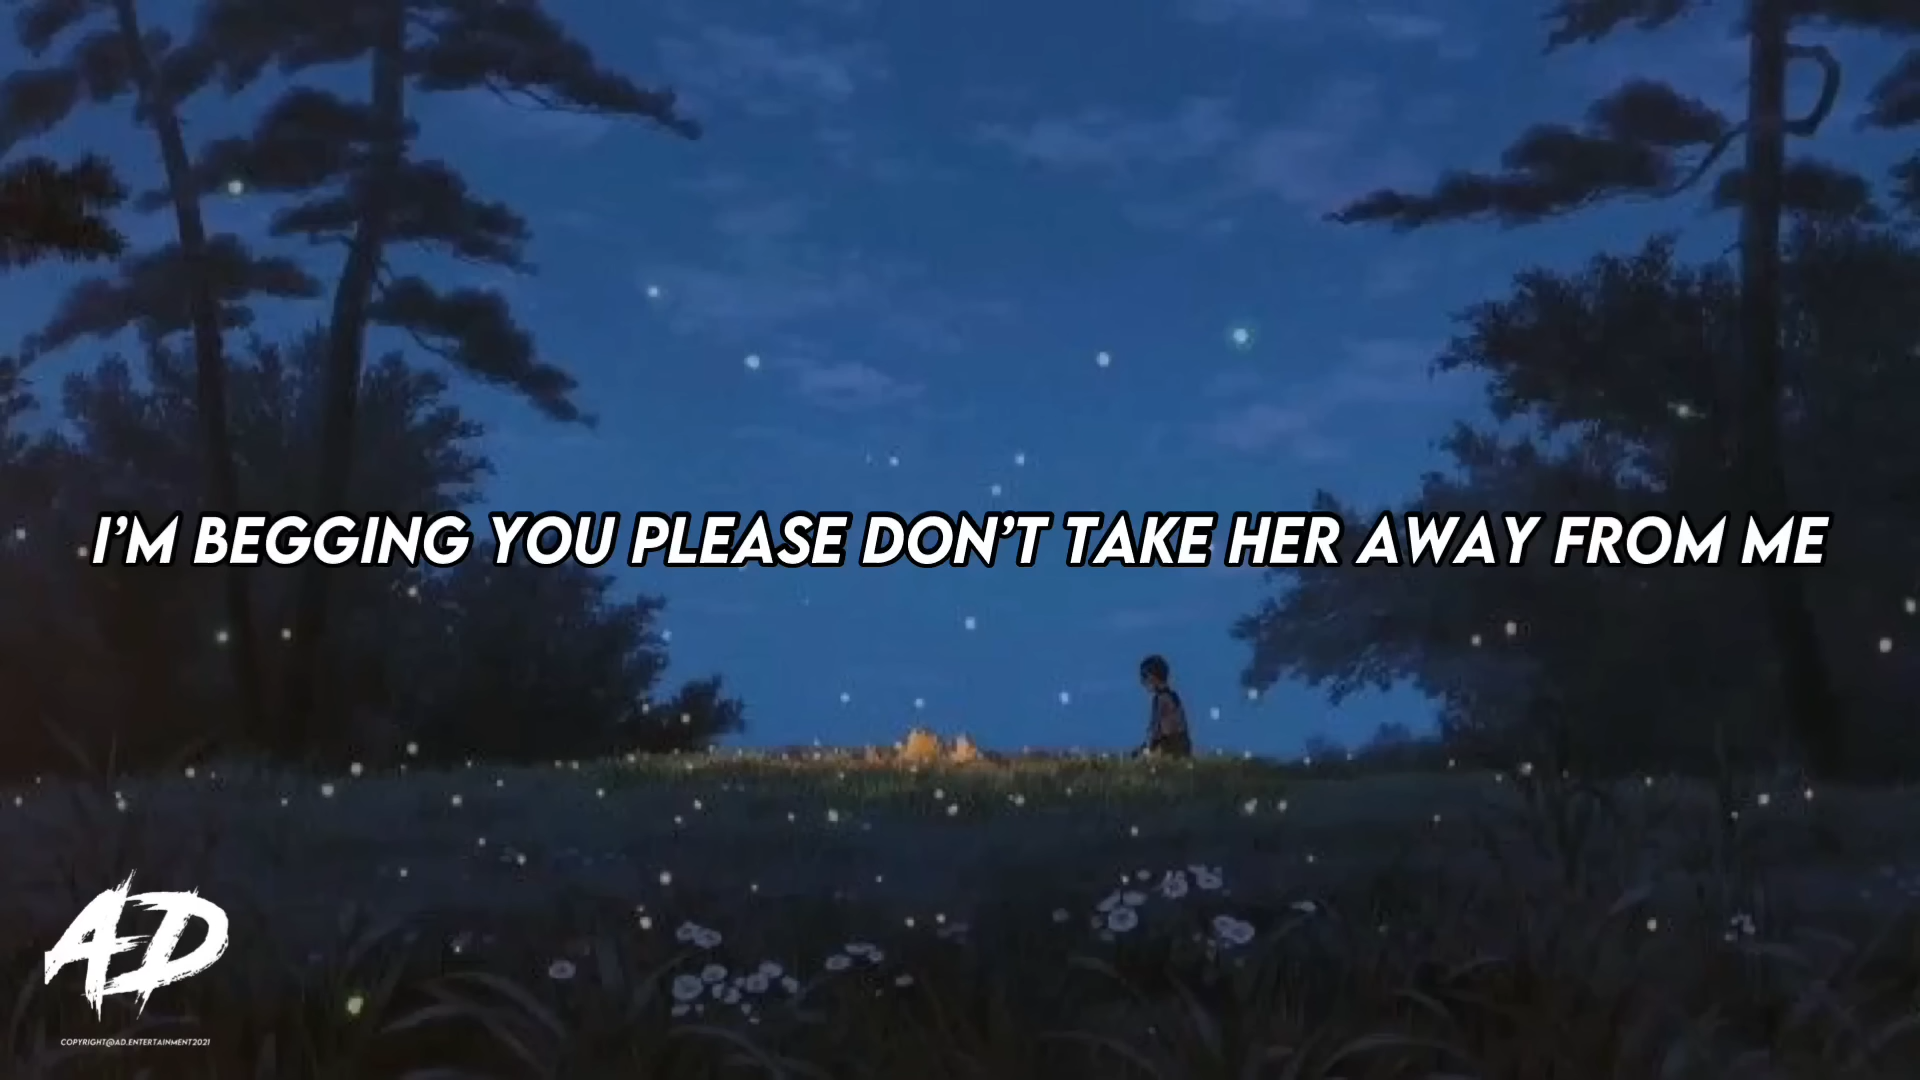 I'M BEGGING YOU PLEASE DON'T TAKE HER AWAY FROM ME
AD
COPYRIGHT@AD.ENTERTAINMENT2021